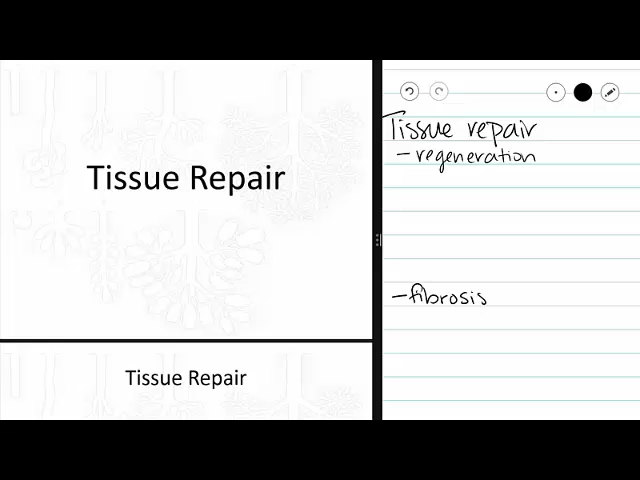 Tissue Repair
Tissue Repair
Tissue repair
- regeneration
- fibrosis